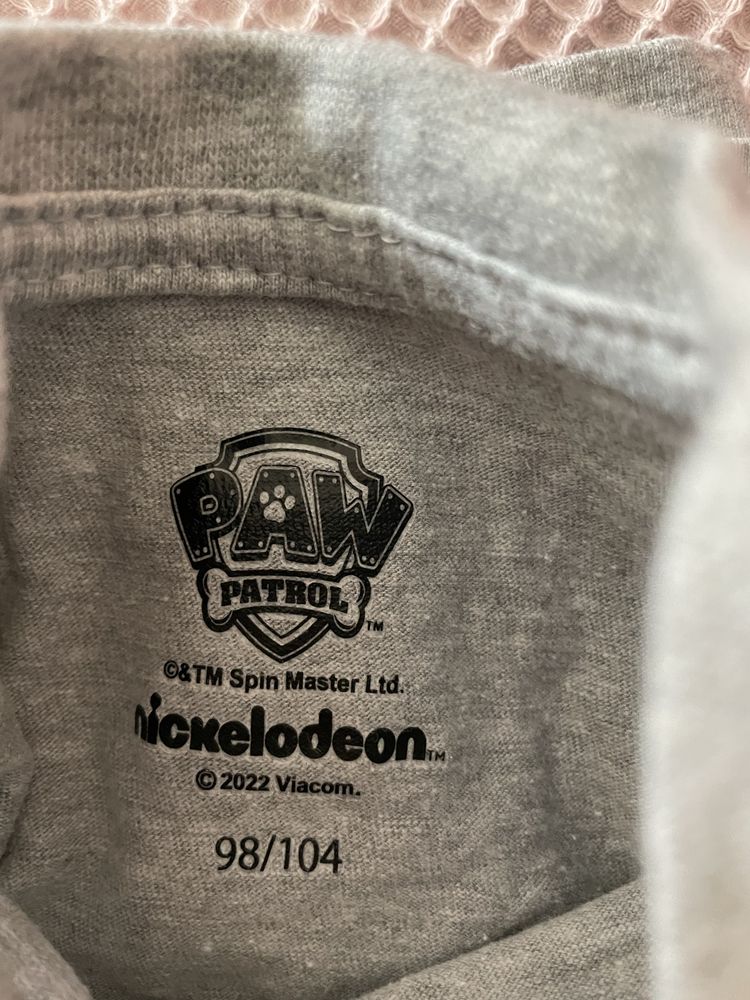 PAW
PATROL
TM
©&TM Spin Master Ltd.
nickelodeon TM
© 2022 Viacom.
98/104